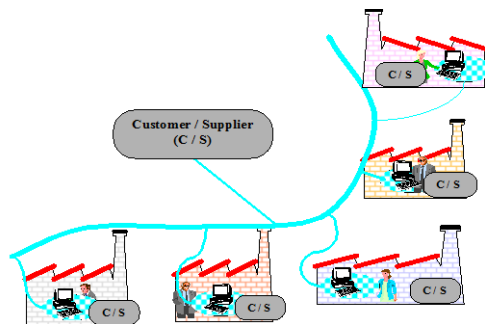 C / S
Customer / Supplier
(C / S)
C / S
C / S
C / S
C / S